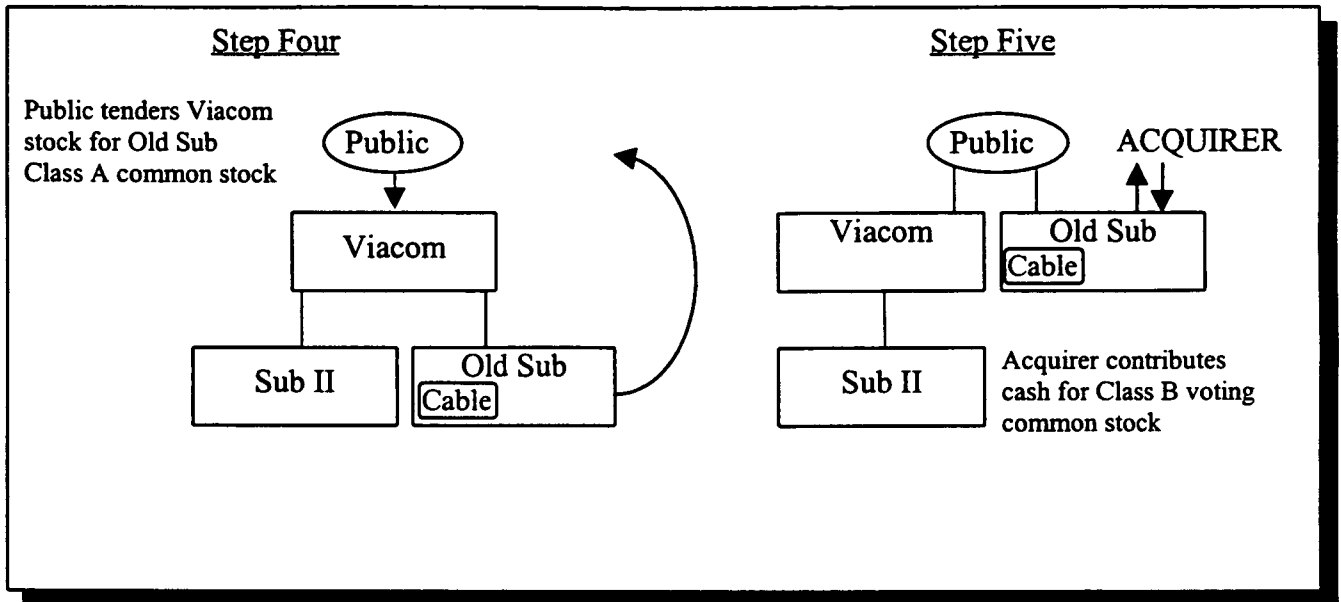 Step Four
Public tenders Viacom
stock for Old Sub
Class A common stock
Public
Viacom
Sub II
Old Sub
Cable
Step Five
Public
ACQUIRER
Viacom
Old Sub
Cable
Sub II
Acquirer contributes
cash for Class B voting
common stock